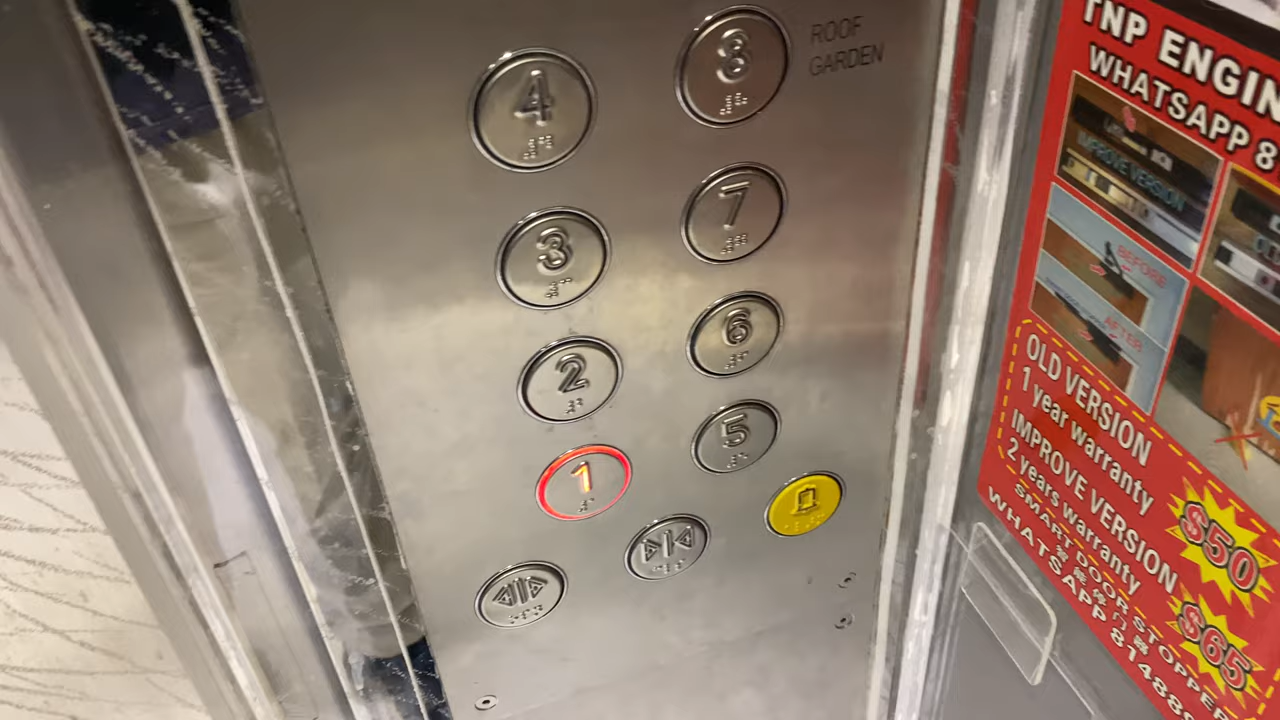 4
8
ROOF
GARDEN
3
7
2
6
1
5
TNP ENGIN
WHATSAPP 8
IMPROVE VERSION
BEFORE
AFTER
OLD VERSION
1 year warranty
IMPROVE VERSION
2 years warranty
$50
SMART DOOR STOPPER
$65
WHATSAPP 81488